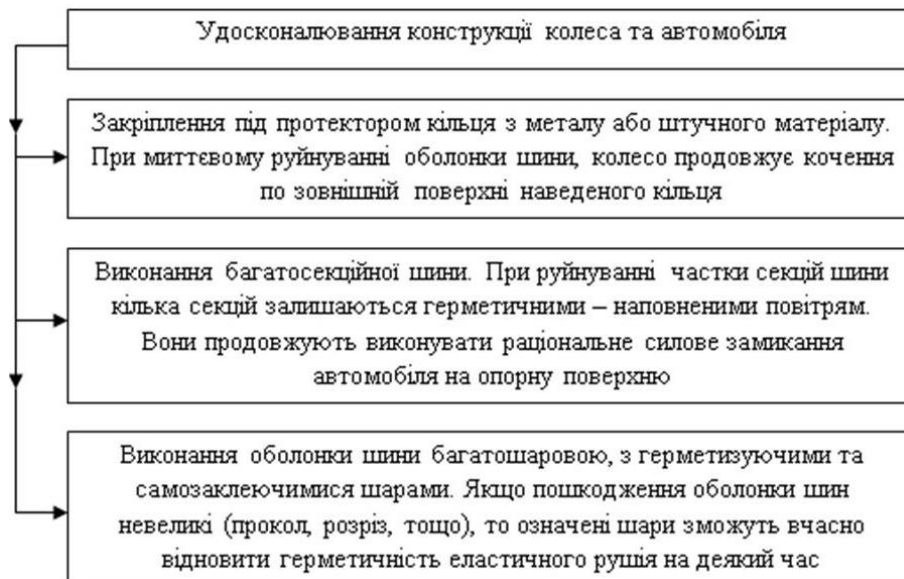 Удосконалювання конструкції колеса та автомобіля
Закріплення під протектором кільця з металу або штучного матеріалу.
При миттєвому руйнуванні оболонки шини, колесо продовжує кочення
по зовнішній поверхні наведеного кільця
Виконання багатосекційної шини. При руйнуванні частки секцій шини
кілька секцій залишаються герметичними – наповненими повітрям.
Вони продовжують виконувати раціональне силове замикання
автомобіля на опорну поверхню
Виконання оболонки шини багатошаровою, з герметизуючими та
самозаклеючимися шарами. Якщо пошкодження оболонки шин
невеликі (прокол, розріз, тощо), то означені шари зможуть вчасно
відновити герметичність еластичного рушія на деякий час